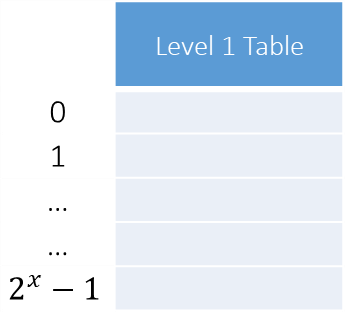 Level 1 Table
0
1
...
...
2^x − 1